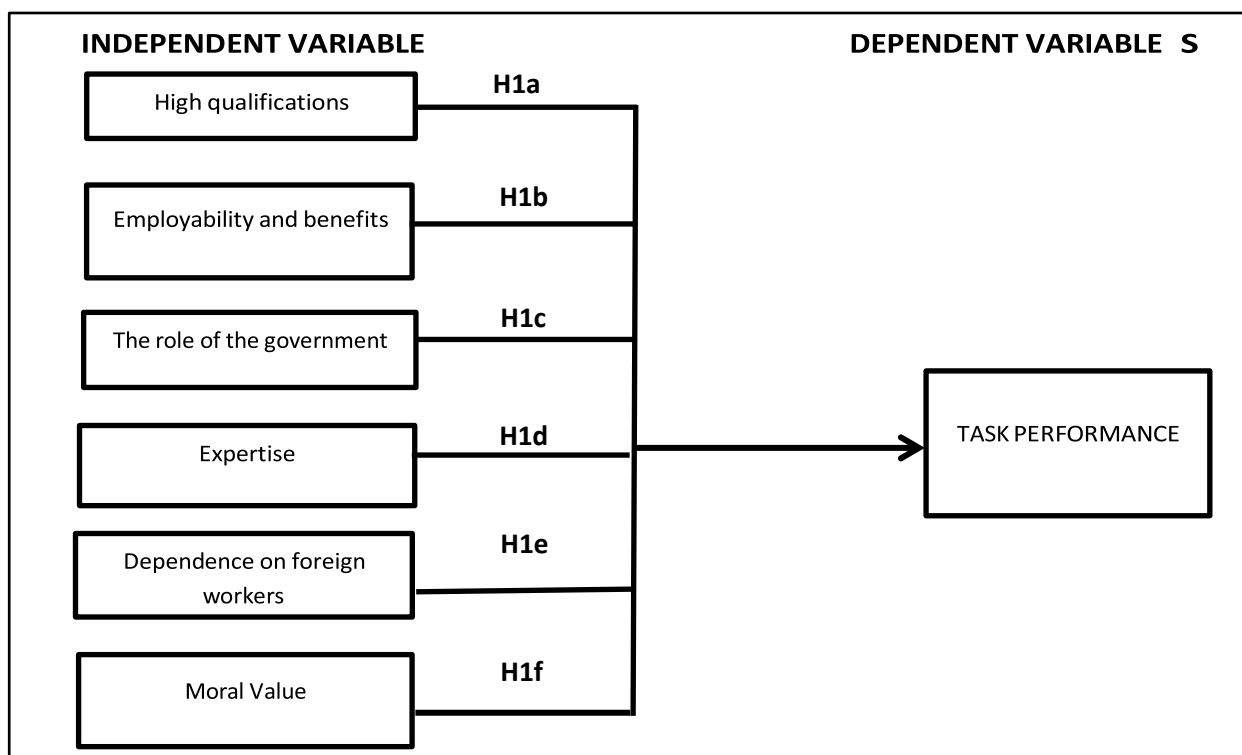 INDEPENDENT VARIABLE
DEPENDENT VARIABLE S
High qualifications
H1a
Employability and benefits
H1b
The role of the government
H1c
Expertise
H1d
TASK PERFORMANCE
Dependence on foreign
workers
H1e
Moral Value
H1f